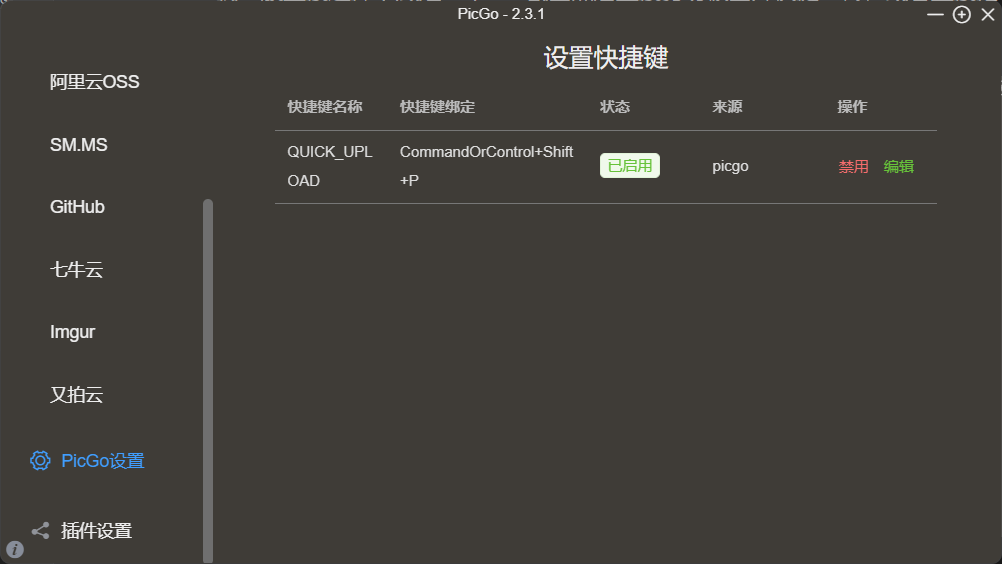 PicGo - 2.3.1
阿里云OSS
SM.MS
GitHub
七牛云
Imgur
又拍云
PicGo设置
插件设置
设置快捷键
快捷键名称 快捷键绑定 状态 来源 操作
QUICK_UPL CommandOrControl+Shift
OAD +P
已启用 picgo 禁用 编辑